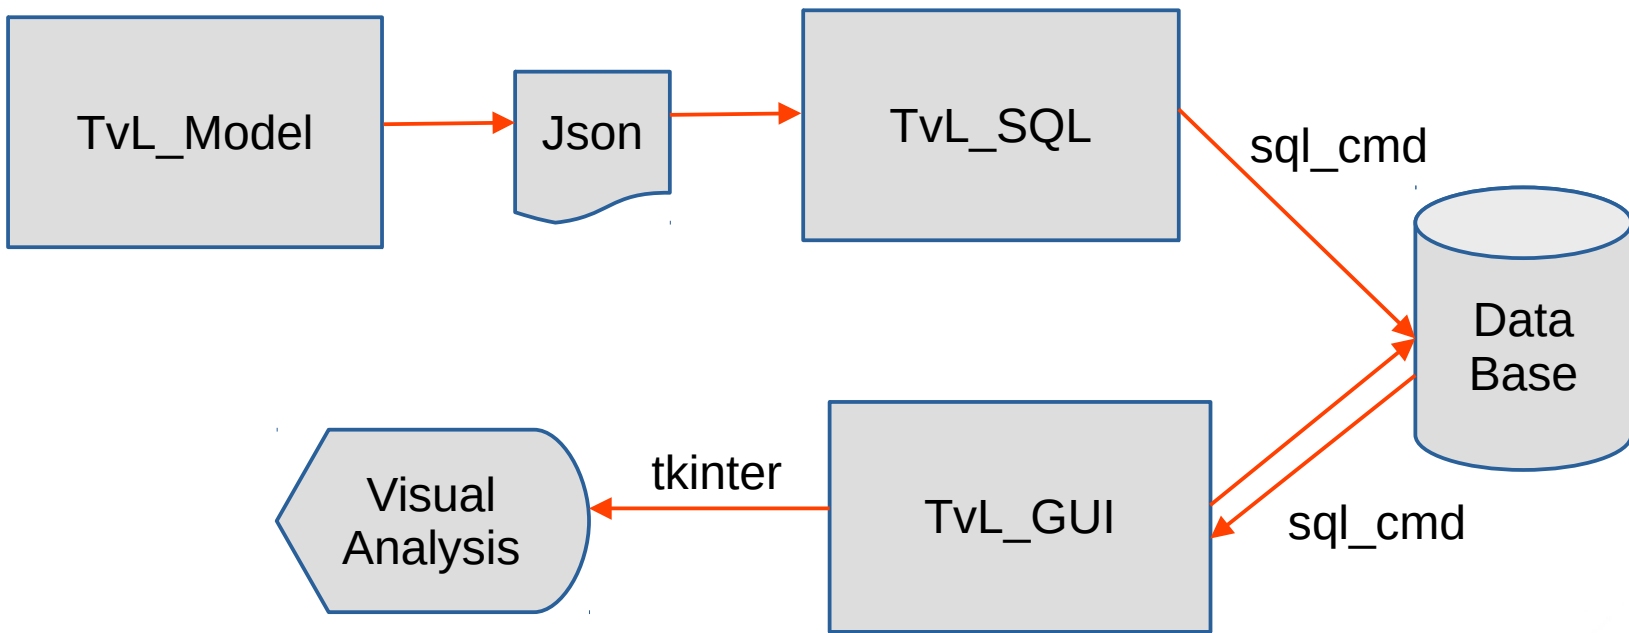 TvL_Model
Json
TvL_SQL
sql_cmd
Data
Base
Visual
Analysis
tkinter
TvL_GUI
sql_cmd